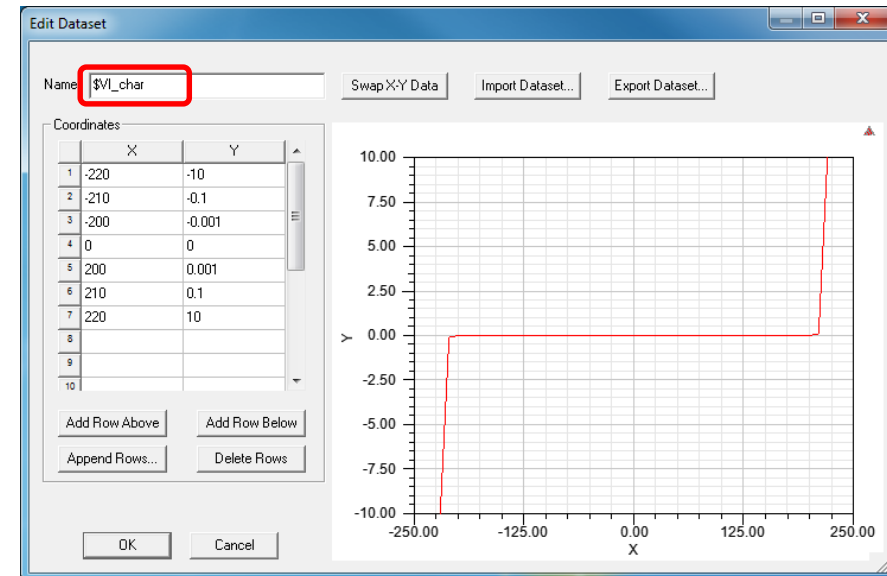 Edit Dataset
Name: $VI_char
Swap X-Y Data
Import Dataset...
Export Dataset...
Coordinates
X Y
1 -220 -10
2 -210 -0.1
3 -200 -0.001
4 0 0
5 200 0.001
6 210 0.1
7 220 10
8
9
10
Add Row Above
Add Row Below
Append Rows...
Delete Rows
OK
Cancel
10.00
7.50
5.00
2.50
0.00
-2.50
-5.00
-7.50
-10.00
Y
-250.00 -125.00 0.00 125.00 250.00
X